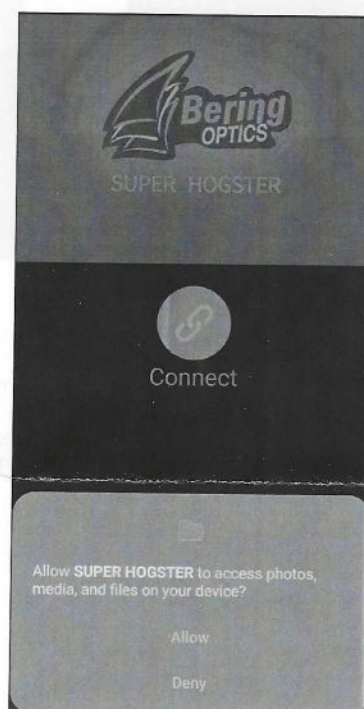 Bering
OPTICS
SUPER HOGSTER
Connect
Allow SUPER HOGSTER to access photos,
media, and files on your device?
Allow
Deny